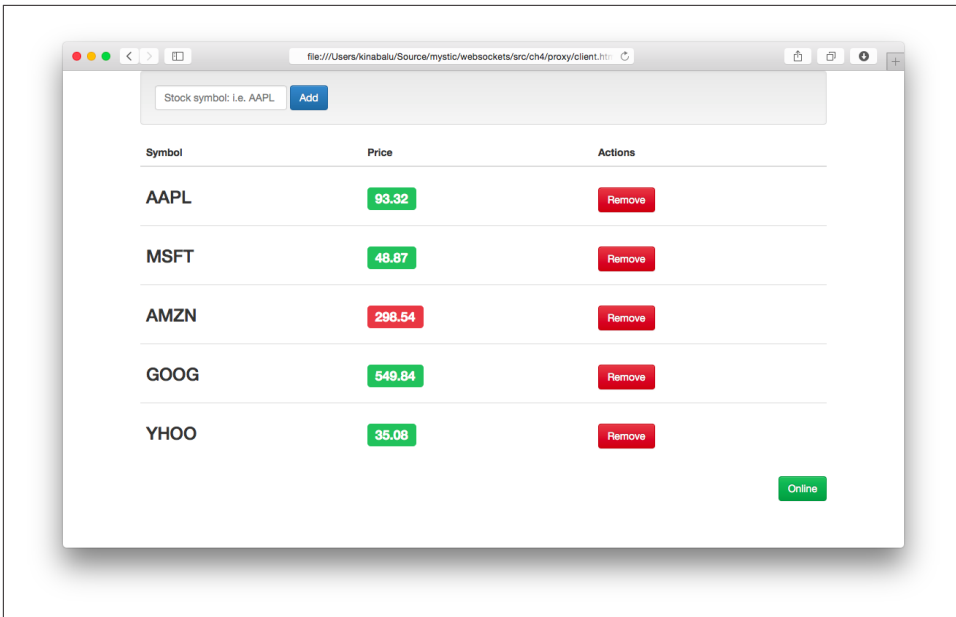 file:///Users/kinabalu/Source/mystic/websockets/src/ch4/proxy/client.htm
Stock symbol: i.e. AAPL Add
Symbol Price Actions
AAPL 93.32 Remove
MSFT 48.87 Remove
AMZN 298.54 Remove
GOOG 549.84 Remove
YHOO 35.08 Remove
Online